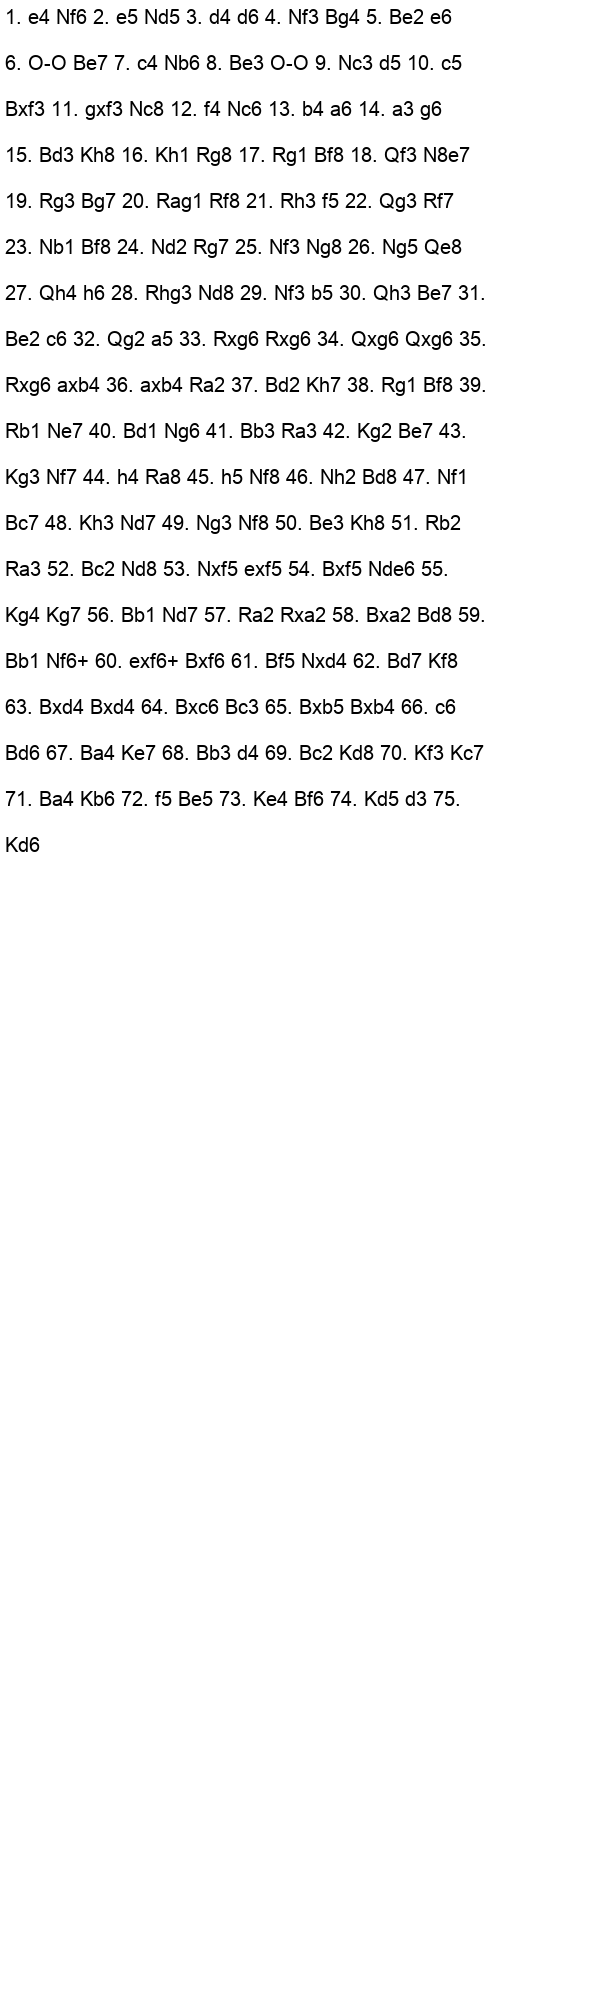 1. e4 Nf6 2. e5 Nd5 3. d4 d6 4. Nf3 Bg4 5. Be2 e6
6. O-O Be7 7. c4 Nb6 8. Be3 O-O 9. Nc3 d5 10. c5
Bxf3 11. gxf3 Nc8 12. f4 Nc6 13. b4 a6 14. a3 g6
15. Bd3 Kh8 16. Kh1 Rg8 17. Rg1 Bf8 18. Qf3 N8e7
19. Rg3 Bg7 20. Rag1 Rf8 21. Rh3 f5 22. Qg3 Rf7
23. Nb1 Bf8 24. Nd2 Rg7 25. Nf3 Ng8 26. Ng5 Qe8
27. Qh4 h6 28. Rhg3 Nd8 29. Nf3 b5 30. Qh3 Be7 31.
Be2 c6 32. Qg2 a5 33. Rxg6 Rxg6 34. Qxg6 Qxg6 35.
Rxg6 axb4 36. axb4 Ra2 37. Bd2 Kh7 38. Rg1 Bf8 39.
Rb1 Ne7 40. Bd1 Ng6 41. Bb3 Ra3 42. Kg2 Be7 43.
Kg3 Nf7 44. h4 Ra8 45. h5 Nf8 46. Nh2 Bd8 47. Nf1
Bc7 48. Kh3 Nd7 49. Ng3 Nf8 50. Be3 Kh8 51. Rb2
Ra3 52. Bc2 Nd8 53. Nxf5 exf5 54. Bxf5 Nde6 55.
Kg4 Kg7 56. Bb1 Nd7 57. Ra2 Rxa2 58. Bxa2 Bd8 59.
Bb1 Nf6+ 60. exf6+ Bxf6 61. Bf5 Nxd4 62. Bd7 Kf8
63. Bxd4 Bxd4 64. Bxc6 Bc3 65. Bxb5 Bxb4 66. c6
Bd6 67. Ba4 Ke7 68. Bb3 d4 69. Bc2 Kd8 70. Kf3 Kc7
71. Ba4 Kb6 72. f5 Be5 73. Ke4 Bf6 74. Kd5 d3 75.
Kd6